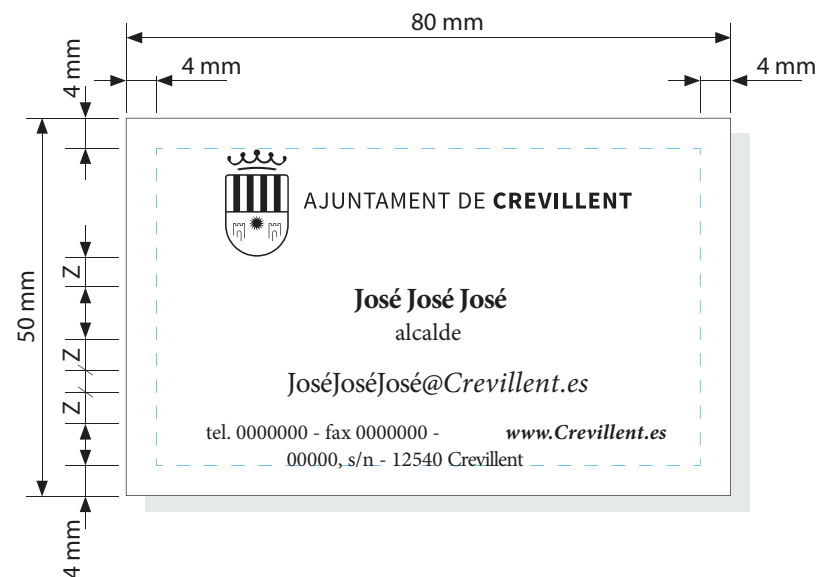 80 mm
4 mm
4 mm
4 mm
AJUNTAMENT DE CREVILLENT
Z
50 mm
José José José
alcalde
Z
JoséJoséJosé@Crevillent.es
Z
tel. 0000000 - fax 0000000 -
www.Crevillent.es
00000, s/n - 12540 Crevillent
4 mm